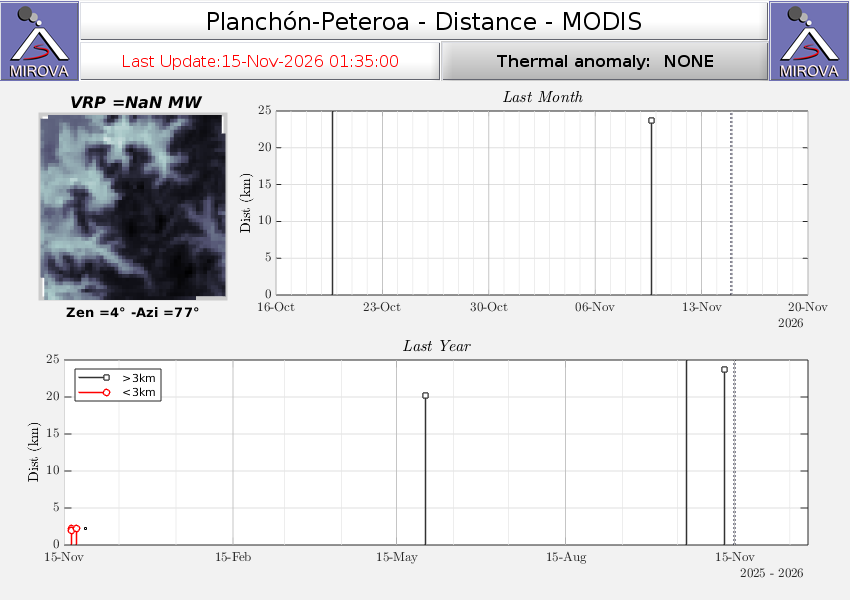 Planchón-Peteroa - Distance - MODIS
MIROVA
Last Update:15-Nov-2026 01:35:00
Thermal anomaly: NONE
MIROVA
VRP =NaN MW
Zen =4° -Azi =77°
Last Month
Dist (km)
25
20
15
10
5
0
16-Oct
23-Oct
30-Oct
06-Nov
13-Nov
20-Nov
2026
Last Year
>3km
<3km
Dist (km)
25
20
15
10
5
0
15-Nov
15-Feb
15-May
15-Aug
15-Nov
2025 - 2026